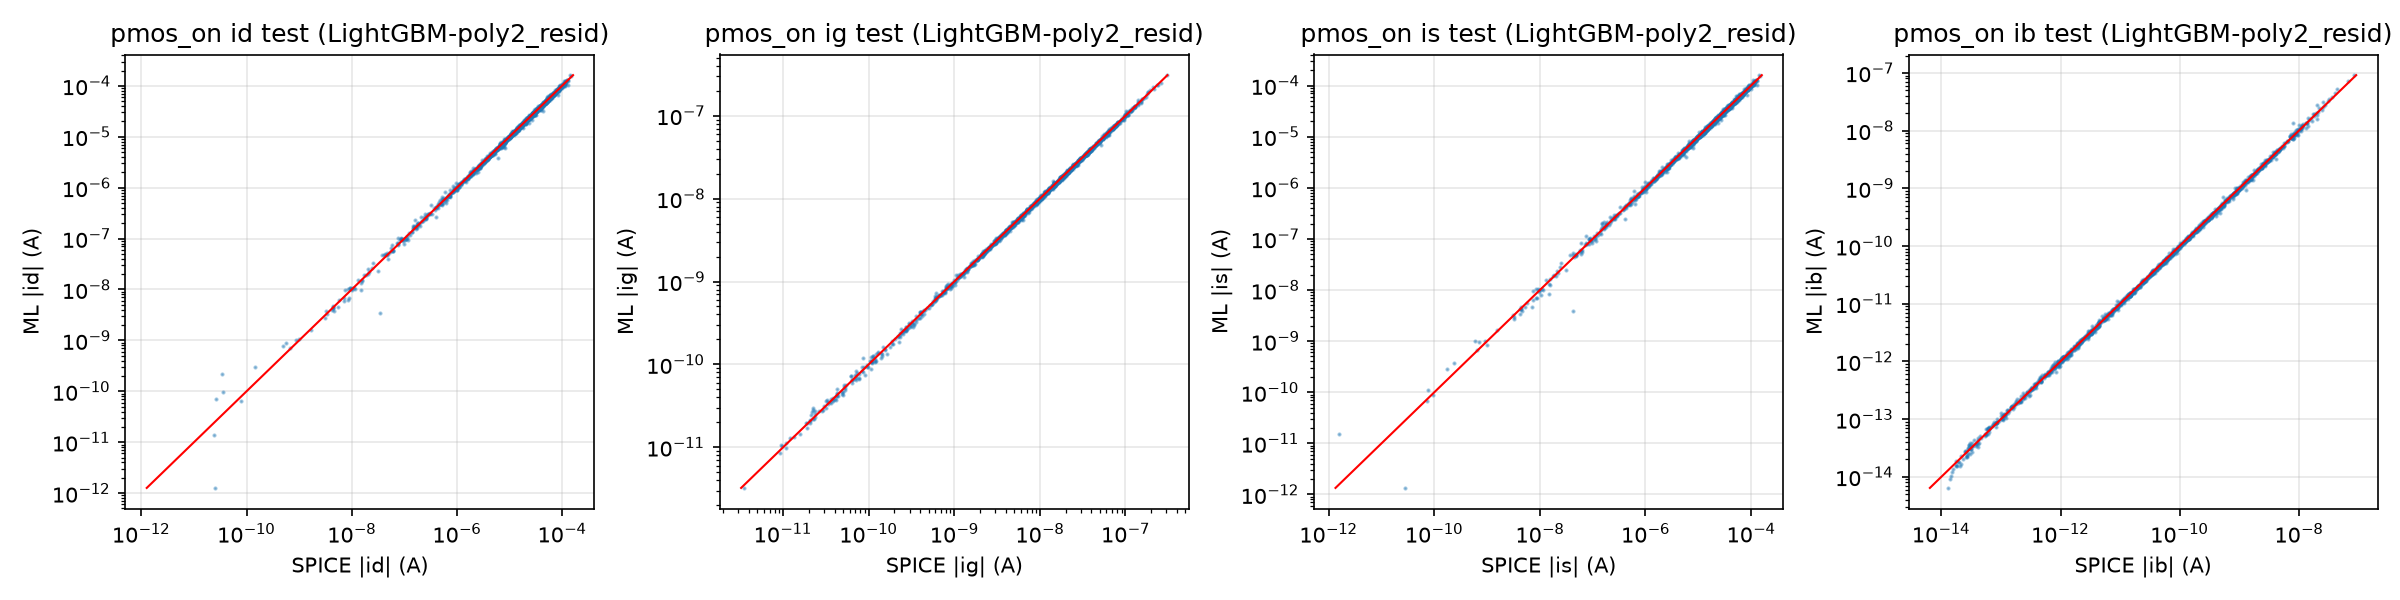 pmos_on id test (LightGBM-poly2_resid)
ML |id| (A)
10⁻⁴
10⁻⁵
10⁻⁶
10⁻⁷
10⁻⁸
10⁻⁹
10⁻¹⁰
10⁻¹¹
10⁻¹²
10⁻¹² 10⁻¹⁰ 10⁻⁸ 10⁻⁶ 10⁻⁴
SPICE |id| (A)
pmos_on ig test (LightGBM-poly2_resid)
ML |ig| (A)
10⁻⁷
10⁻⁸
10⁻⁹
10⁻¹⁰
10⁻¹¹
10⁻¹¹ 10⁻¹⁰ 10⁻⁹ 10⁻⁸ 10⁻⁷
SPICE |ig| (A)
pmos_on is test (LightGBM-poly2_resid)
ML |is| (A)
10⁻⁴
10⁻⁵
10⁻⁶
10⁻⁷
10⁻⁸
10⁻⁹
10⁻¹⁰
10⁻¹¹
10⁻¹²
10⁻¹² 10⁻¹⁰ 10⁻⁸ 10⁻⁶ 10⁻⁴
SPICE |is| (A)
pmos_on ib test (LightGBM-poly2_resid)
ML |ib| (A)
10⁻⁷
10⁻⁸
10⁻⁹
10⁻¹⁰
10⁻¹¹
10⁻¹²
10⁻¹³
10⁻¹⁴
10⁻¹⁴ 10⁻¹² 10⁻¹⁰ 10⁻⁸
SPICE |ib| (A)